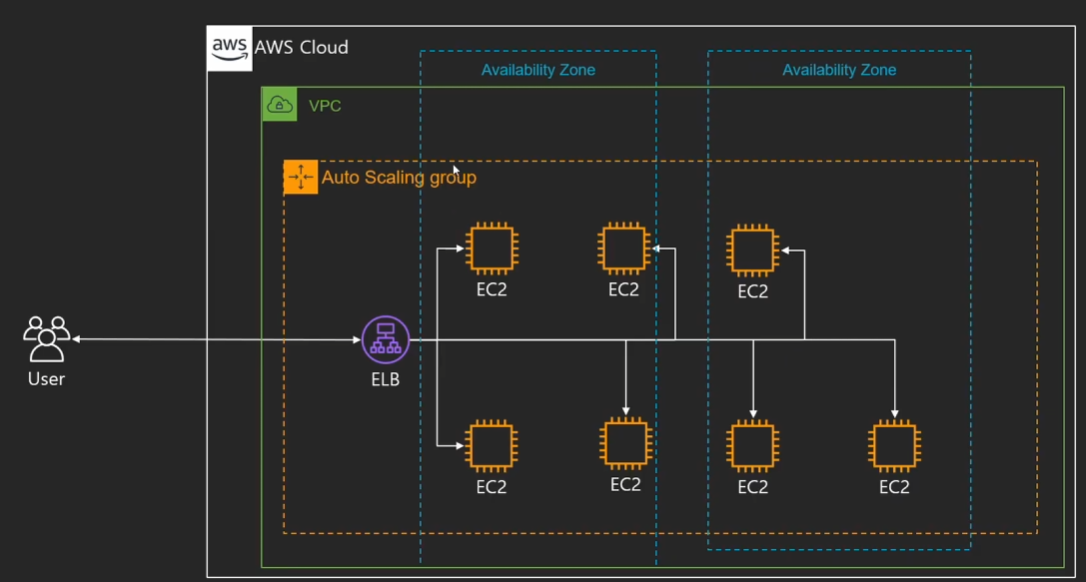 aws AWS Cloud
Availability Zone
Availability Zone
VPC
Auto Scaling group
EC2
EC2
EC2
User
ELB
EC2
EC2
EC2
EC2